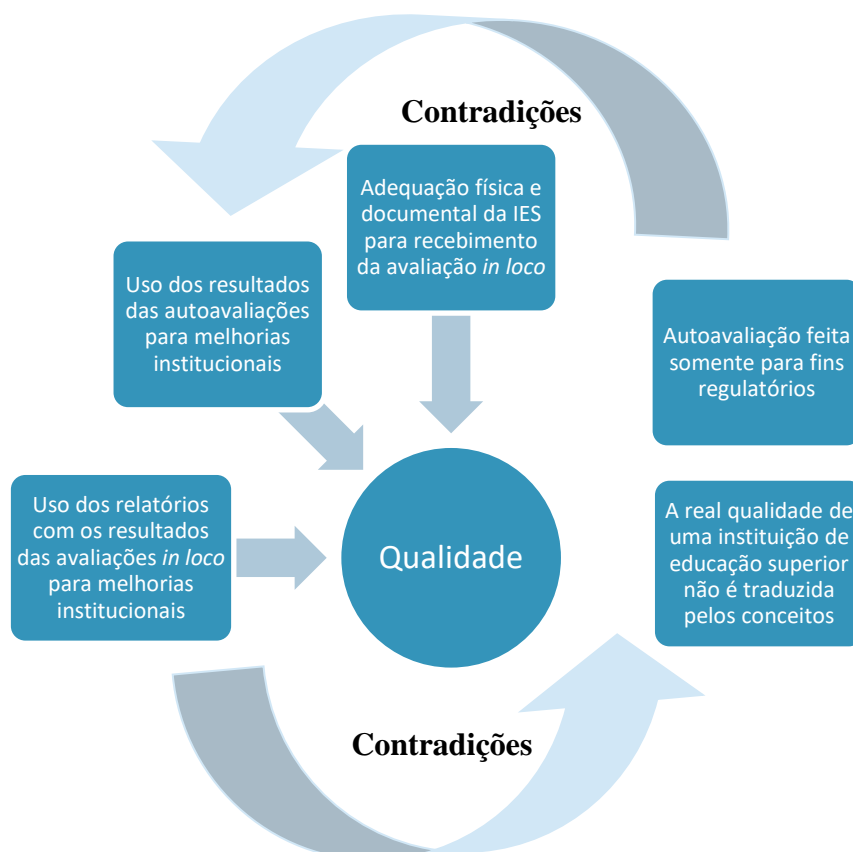 Contradições
Adequação física e
documental da IES
para recebimento
da avaliação in loco
Uso dos resultados
das autoavaliações
para melhorias
institucionais
Autoavaliação feita
somente para fins
regulatórios
Uso dos relatórios
com os resultados
das avaliações in loco
para melhorias
institucionais
Qualidade
A real qualidade de
uma instituição de
educação superior
não é traduzida
pelos conceitos
Contradições